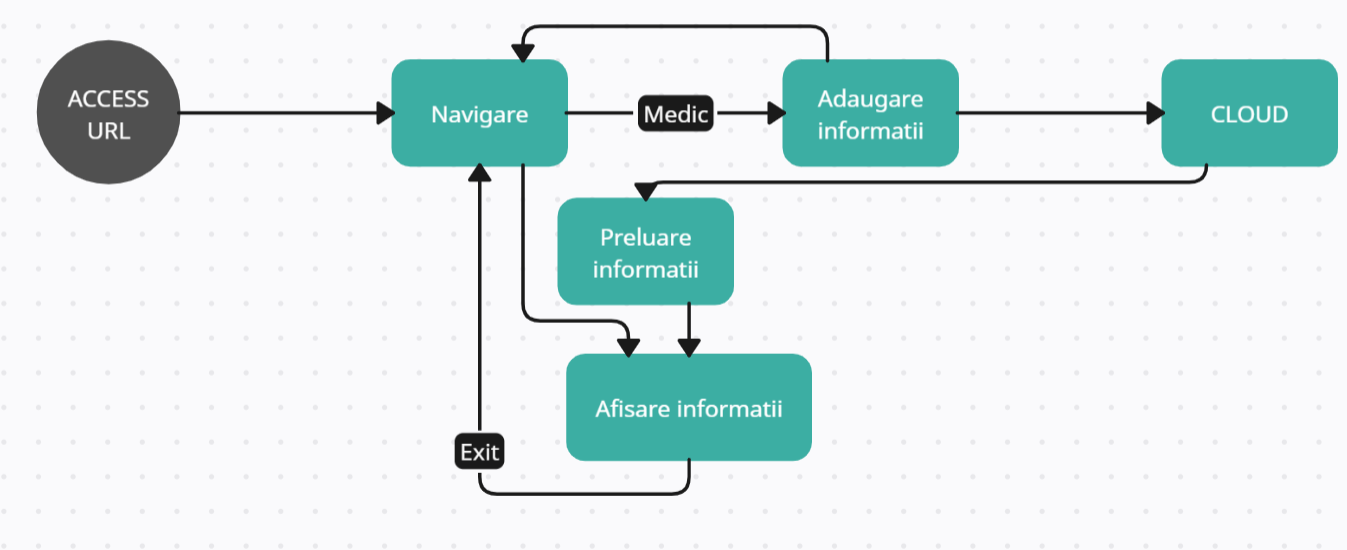 ACCESS
URL
Navigare
Medic
Adaugare
informatii
CLOUD
Preluare
informatii
Afisare informatii
Exit